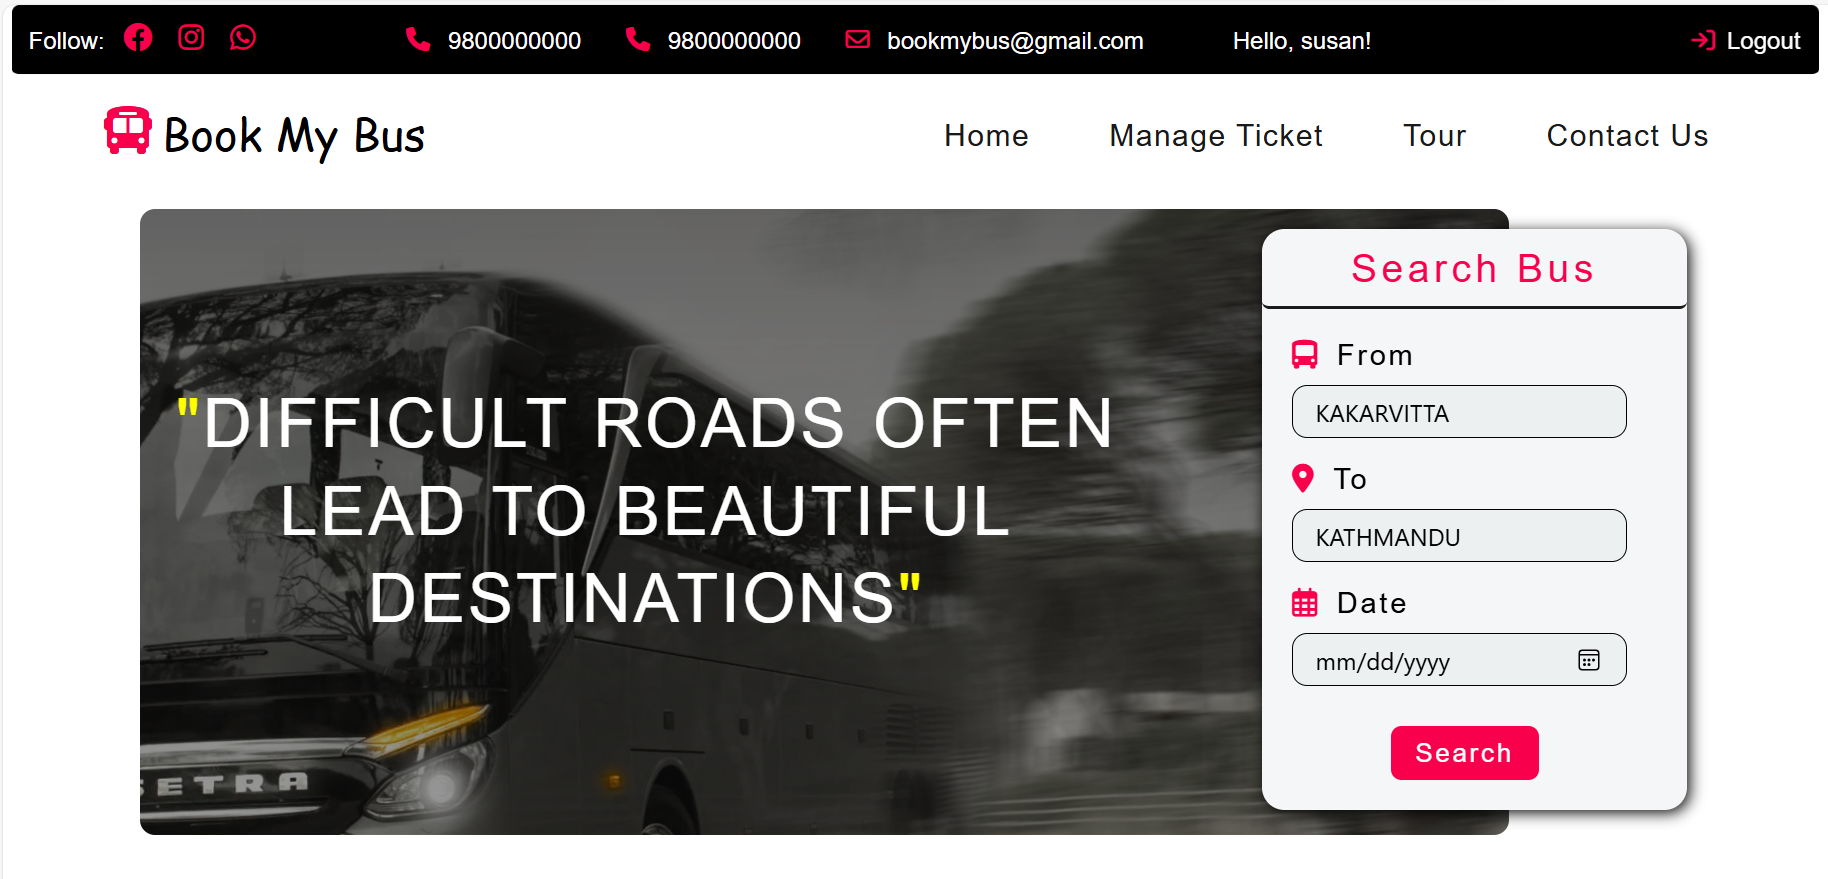 Follow: 9800000000 9800000000 bookmybus@gmail.com Hello, susan! Logout
Book My Bus Home Manage Ticket Tour Contact Us
"DIFFICULT ROADS OFTEN
LEAD TO BEAUTIFUL
DESTINATIONS"
SETRA
Search Bus
From
KAKARVITTA
To
KATHMANDU
Date
mm/dd/yyyy
Search